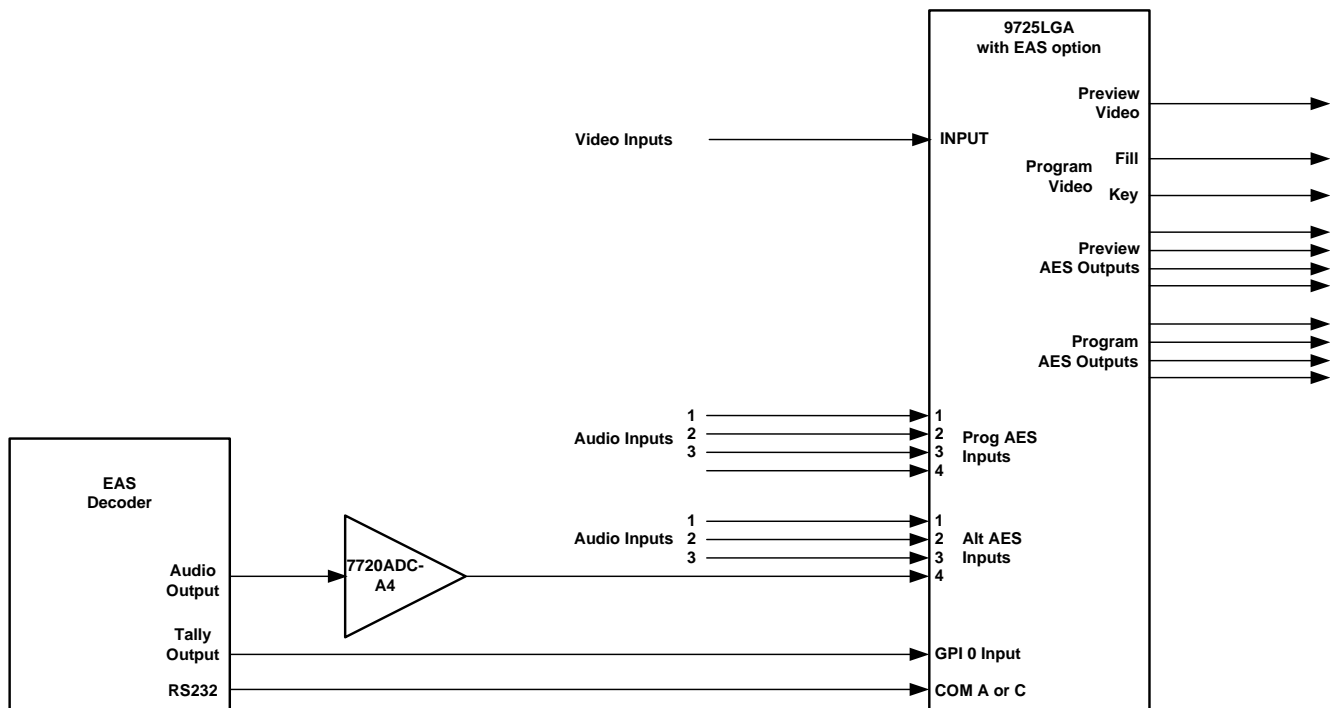 9725LGA
with EAS option
Preview
Video
Video Inputs
INPUT
Fill
Program
Video
Key
Preview
AES Outputs
Program
AES Outputs
Audio Inputs
1
2
3
1
2
3
4
Prog AES
Inputs
EAS
Decoder
Audio Inputs
1
2
3
1
2
3
4
Alt AES
Inputs
Audio
Output
7720ADC-
A4
Tally
Output
GPI 0 Input
RS232
COM A or C